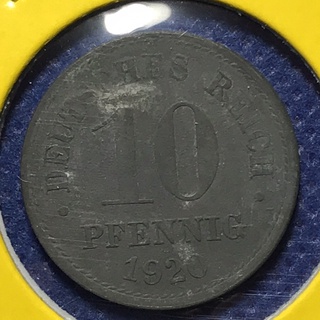 · DEUTSCHES REICH ·
10
PFENNIG
1920